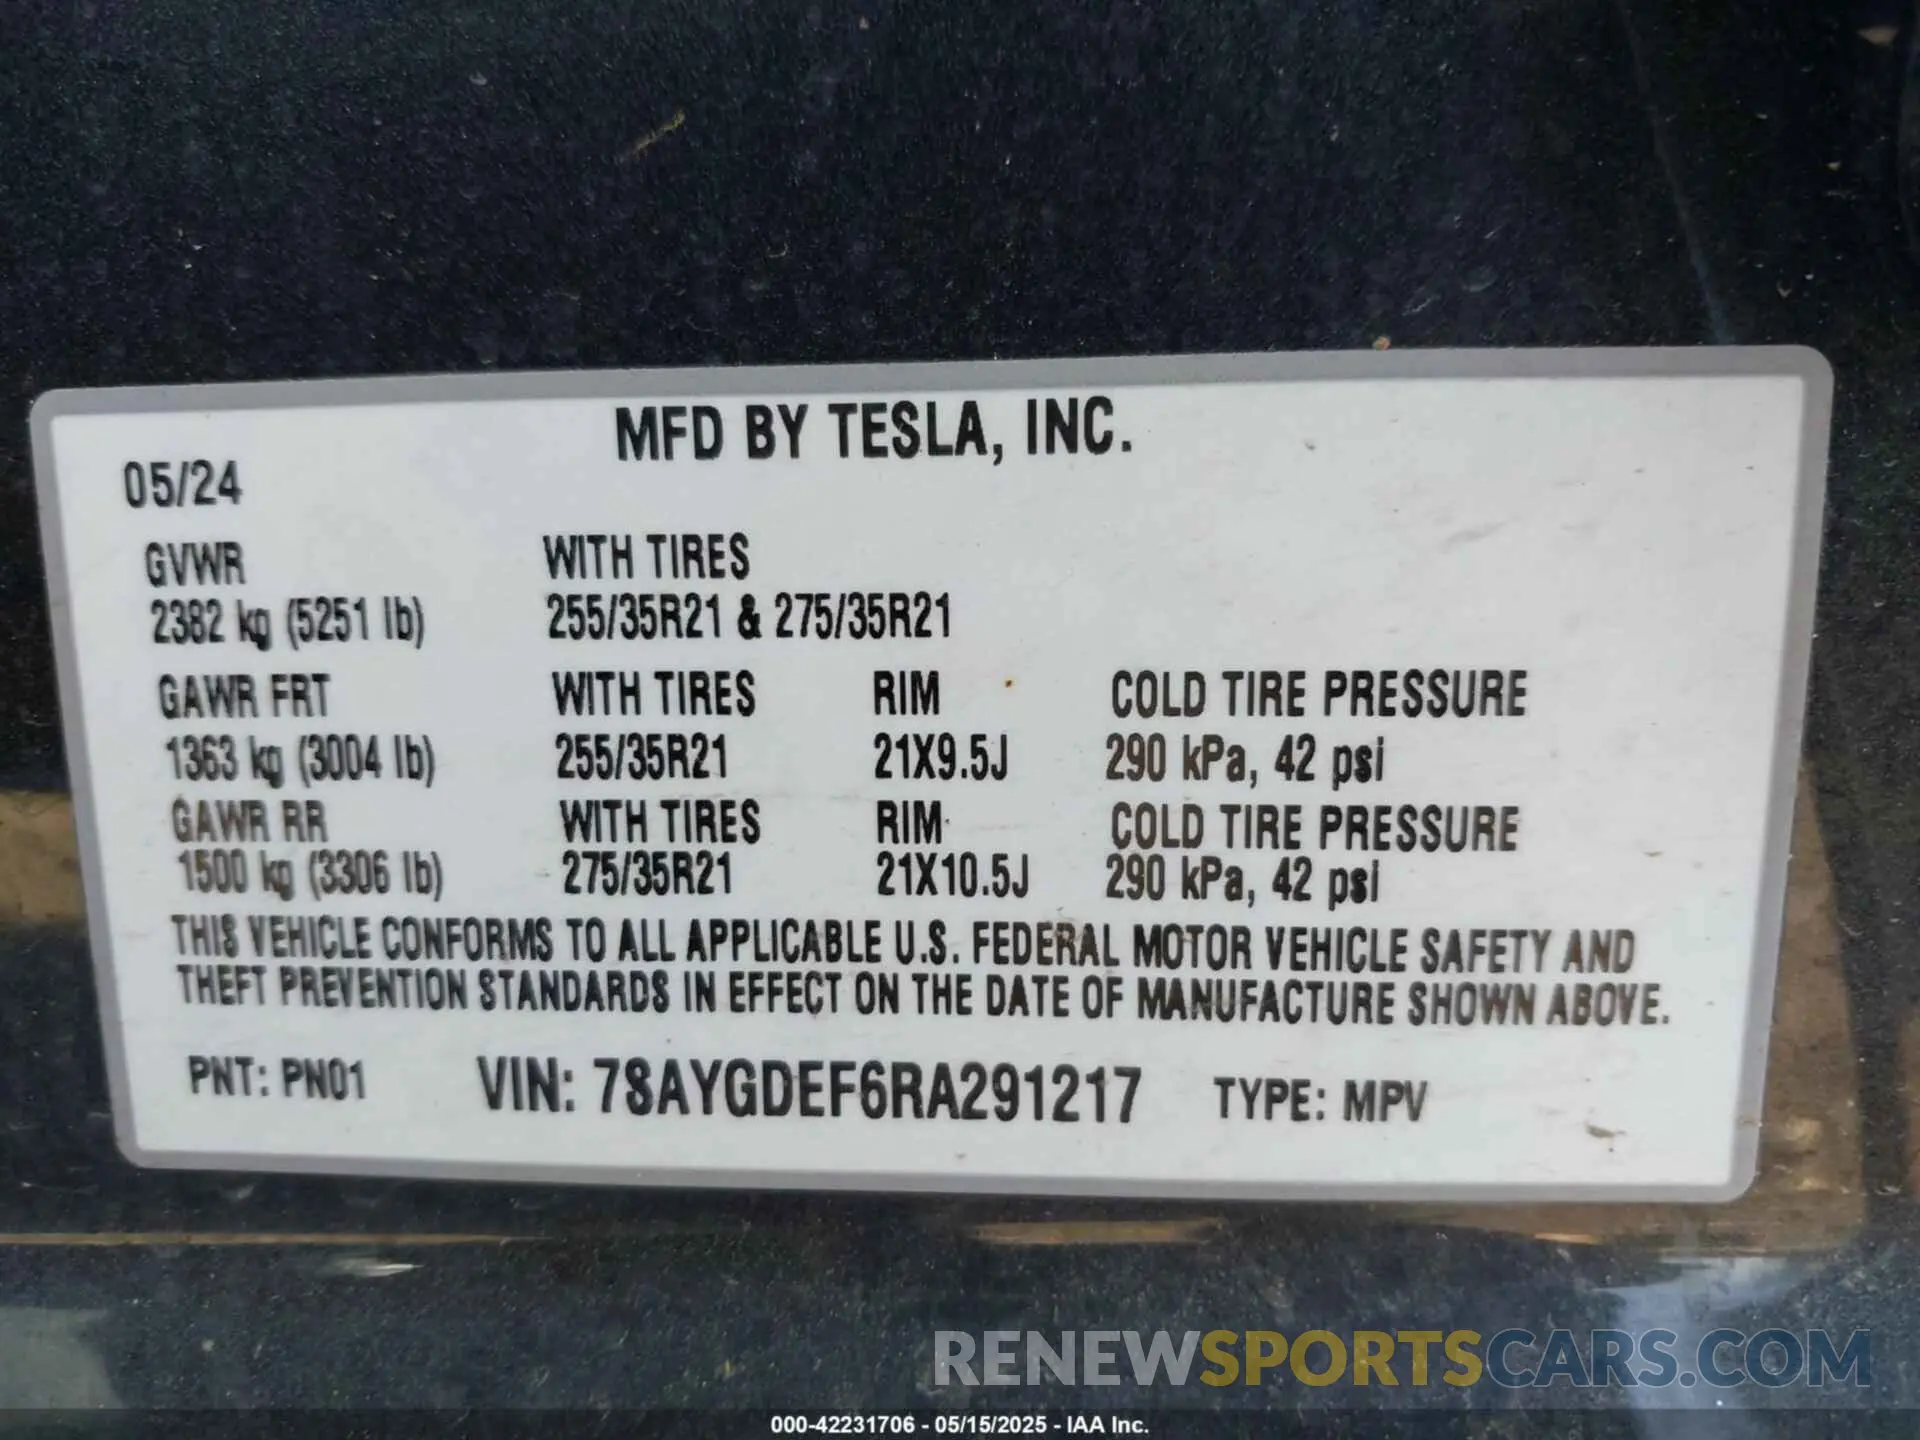 MFD BY TESLA, INC.
05/24
GVWR WITH TIRES
2382 kg (5251 lb) 255/35R21 & 275/35R21
GAWR FRT WITH TIRES RIM COLD TIRE PRESSURE
1363 kg (3004 lb) 255/35R21 21X9.5J 290 kPa, 42 psi
GAWR RR WITH TIRES RIM COLD TIRE PRESSURE
1500 kg (3306 lb) 275/35R21 21X10.5J 290 kPa, 42 psi
THIS VEHICLE CONFORMS TO ALL APPLICABLE U.S. FEDERAL MOTOR VEHICLE SAFETY AND
THEFT PREVENTION STANDARDS IN EFFECT ON THE DATE OF MANUFACTURE SHOWN ABOVE.
PNT: PN01 VIN: 7SAYGDEF6RA291217 TYPE: MPV
RENEWSPORTSCARS.COM
000-42231706 - 05/15/2025 - IAA Inc.